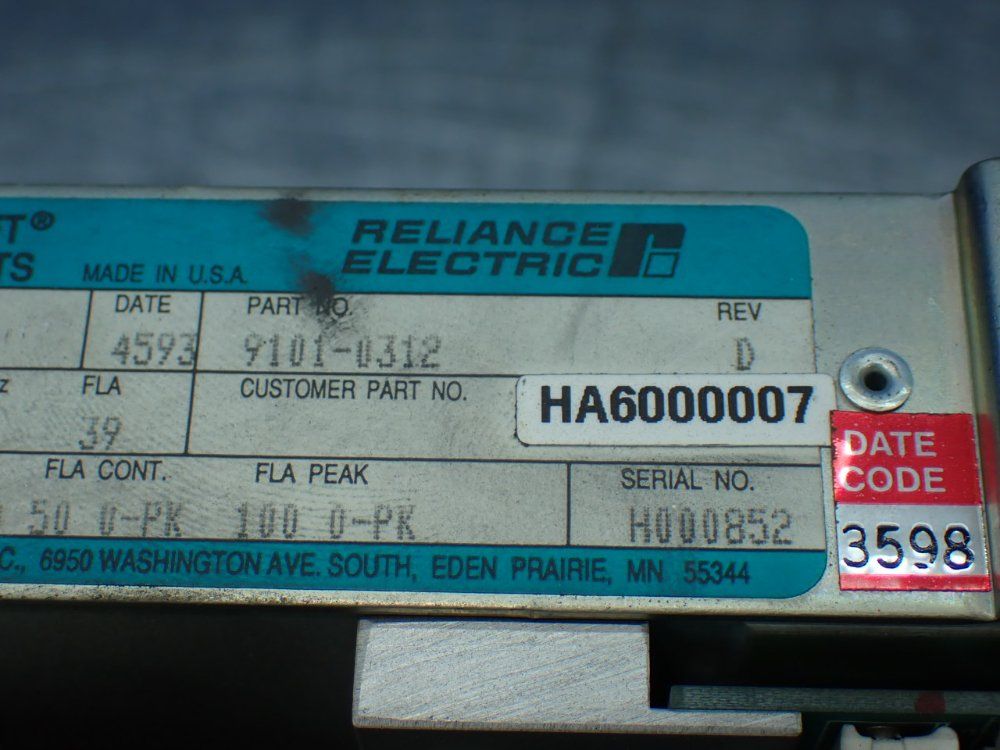 T® RELIANCE
TS MADE IN U.S.A. ELECTRIC
DATE PART NO. REV
4593 9101-0312 D
z FLA CUSTOMER PART NO. HA6000007
39
DATE
CODE
FLA CONT. FLA PEAK SERIAL NO.
50 0-PK 100 0-PK H000852
3598
C., 6950 WASHINGTON AVE. SOUTH, EDEN PRAIRIE, MN 55344